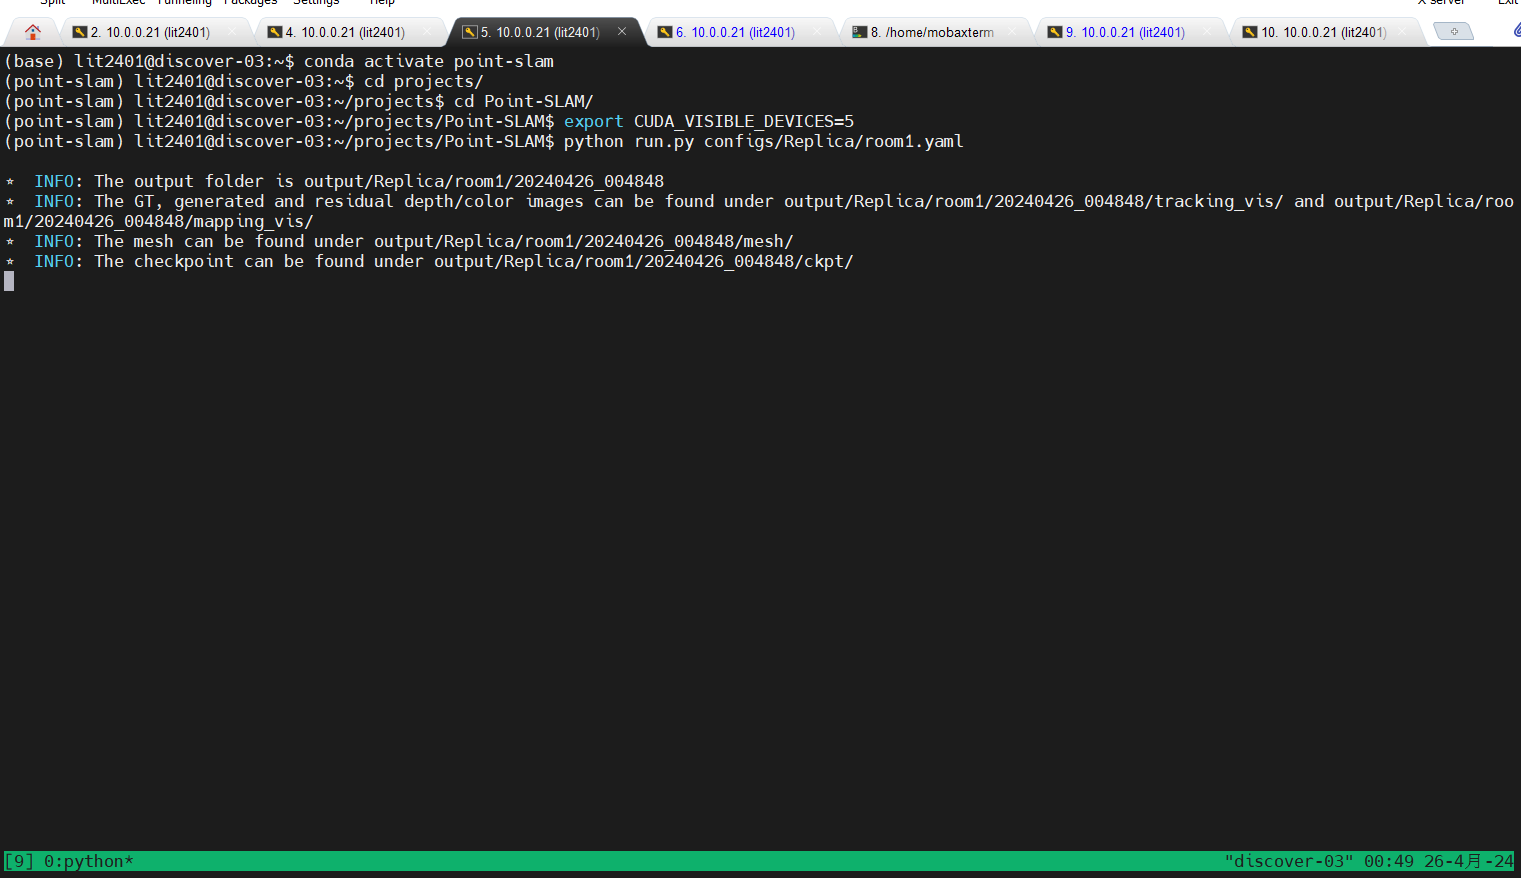 Split MultiExec Tunneling Packages Settings Help X server Exit
2. 10.0.0.21 (lit2401) 4. 10.0.0.21 (lit2401) 5. 10.0.0.21 (lit2401) 6. 10.0.0.21 (lit2401) 8. /home/mobaxterm 9. 10.0.0.21 (lit2401) 10. 10.0.0.21 (lit2401)
(base) lit2401@discover-03:~$ conda activate point-slam
(point-slam) lit2401@discover-03:~$ cd projects/
(point-slam) lit2401@discover-03:~/projects$ cd Point-SLAM/
(point-slam) lit2401@discover-03:~/projects/Point-SLAM$ export CUDA_VISIBLE_DEVICES=5
(point-slam) lit2401@discover-03:~/projects/Point-SLAM$ python run.py configs/Replica/room1.yaml
⭐ INFO: The output folder is output/Replica/room1/20240426_004848
⭐ INFO: The GT, generated and residual depth/color images can be found under output/Replica/room1/20240426_004848/tracking_vis/ and output/Replica/roo
m1/20240426_004848/mapping_vis/
⭐ INFO: The mesh can be found under output/Replica/room1/20240426_004848/mesh/
⭐ INFO: The checkpoint can be found under output/Replica/room1/20240426_004848/ckpt/
[9] 0:python* "discover-03" 00:49 26-4月-24